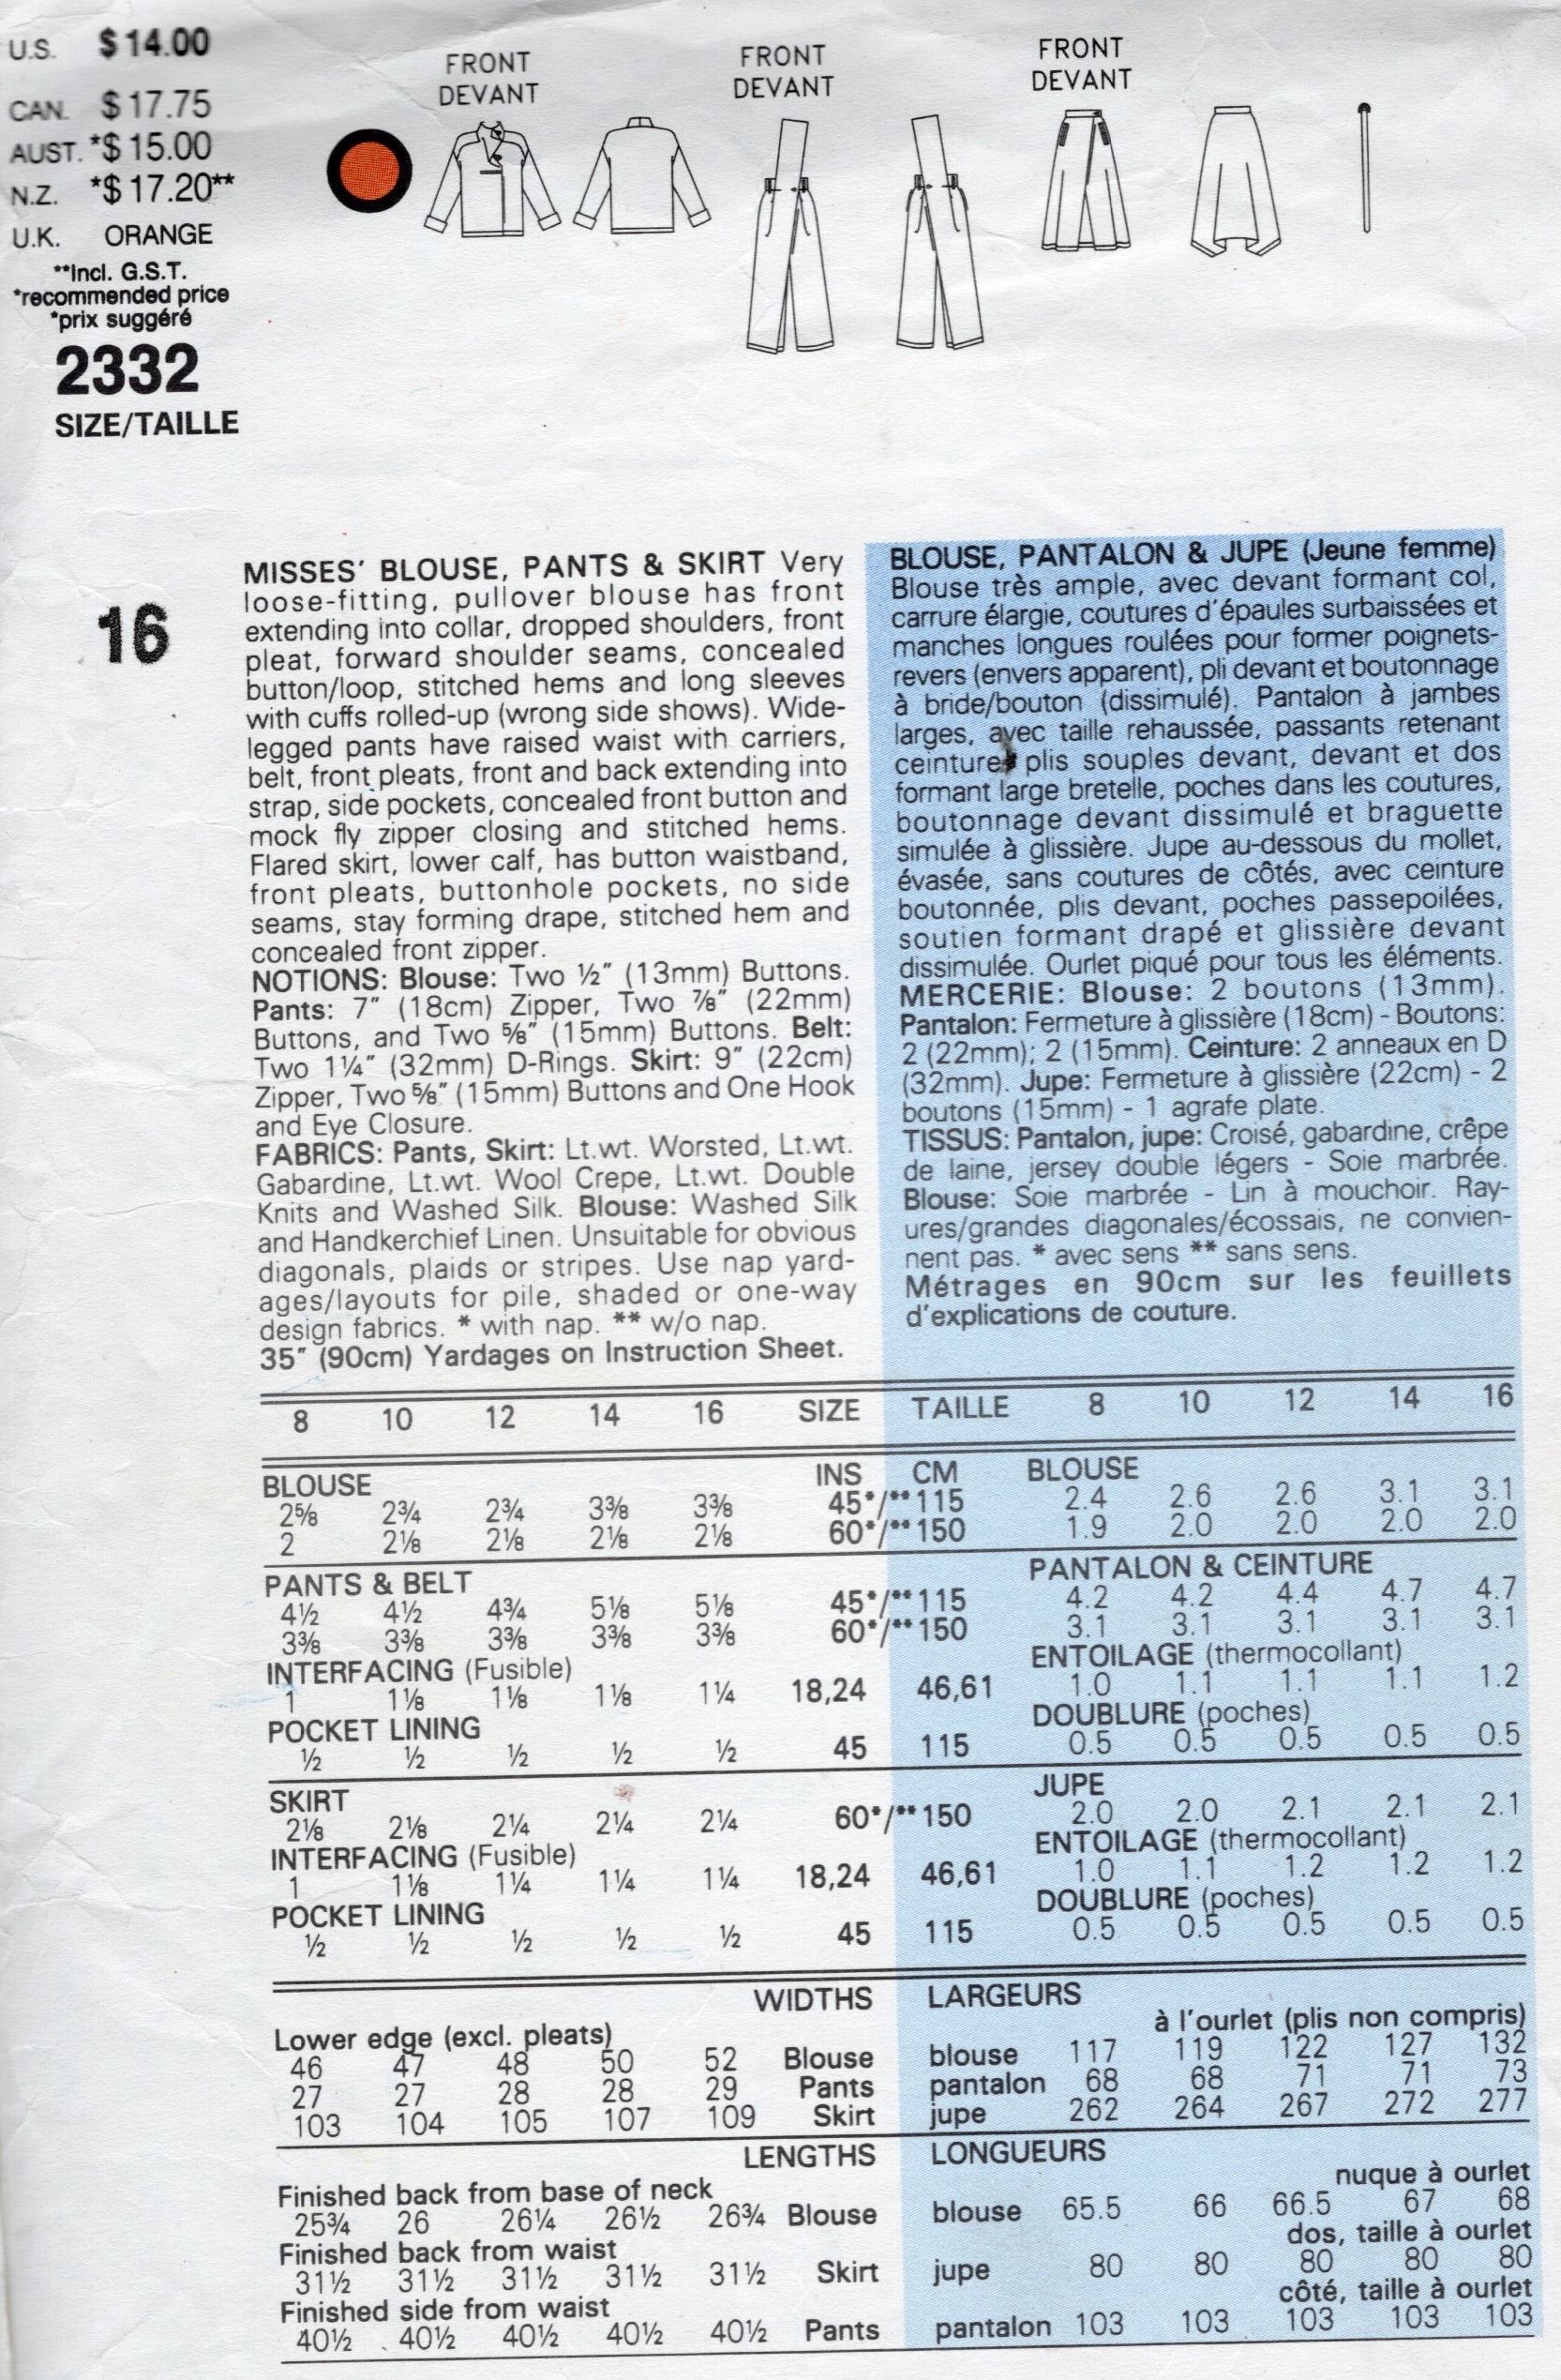 U.S. $14.00
CAN. $17.75
AUST. *$15.00
N.Z. *$17.20**
U.K. ORANGE
**Incl. G.S.T.
*recommended price
*prix suggéré
2332
SIZE/TAILLE
16
FRONT
DEVANT
FRONT
DEVANT
FRONT
DEVANT
MISSES' BLOUSE, PANTS & SKIRT Very
loose-fitting, pullover blouse has front
extending into collar, dropped shoulders, front
pleat, forward shoulder seams, concealed
button/loop, stitched hems and long sleeves
with cuffs rolled-up (wrong side shows). Wide-
legged pants have raised waist with carriers,
belt, front pleats, front and back extending into
strap, side pockets, concealed front button and
mock fly zipper closing and stitched hems.
Flared skirt, lower calf, has button waistband,
front pleats, buttonhole pockets, no side
seams, stay forming drape, stitched hem and
concealed front zipper.
NOTIONS: Blouse: Two ½" (13mm) Buttons.
Pants: 7" (18cm) Zipper, Two ⅞" (22mm)
Buttons, and Two ⅝" (15mm) Buttons. Belt:
Two 1¼" (32mm) D-Rings. Skirt: 9" (22cm)
Zipper, Two ⅝" (15mm) Buttons and One Hook
and Eye Closure.
FABRICS: Pants, Skirt: Lt.wt. Worsted, Lt.wt.
Gabardine, Lt.wt. Wool Crepe, Lt.wt. Double
Knits and Washed Silk. Blouse: Washed Silk
and Handkerchief Linen. Unsuitable for obvious
diagonals, plaids or stripes. Use nap yard-
ages/layouts for pile, shaded or one-way
design fabrics. * with nap. ** w/o nap.
35" (90cm) Yardages on Instruction Sheet.
BLOUSE, PANTALON & JUPE (Jeune femme)
Blouse très ample, avec devant formant col,
carrure élargie, coutures d'épaules surbaissées et
manches longues roulées pour former poignets-
revers (envers apparent), pli devant et boutonnage
à bride/bouton (dissimulé). Pantalon à jambes
larges, avec taille rehaussée, passants retenant
ceinture, plis souples devant, devant et dos
formant large bretelle, poches dans les coutures,
boutonnage devant dissimulé et braguette
simulée à glissière. Jupe au-dessous du mollet,
évasée, sans coutures de côtés, avec ceinture
boutonnée, plis devant, poches passepoilées,
soutien formant drapé et glissière devant
dissimulée. Ourlet piqué pour tous les éléments.
MERCERIE: Blouse: 2 boutons (13mm).
Pantalon: Fermeture à glissière (18cm) - Boutons:
2 (22mm); 2 (15mm). Ceinture: 2 anneaux en D
(32mm). Jupe: Fermeture à glissière (22cm) - 2
boutons (15mm) - 1 agrafe plate.
TISSUS: Pantalon, jupe: Croisé, gabardine, crêpe
de laine, jersey double légers - Soie marbrée.
Blouse: Soie marbrée - Lin à mouchoir. Ray-
ures/grandes diagonales/écossais, ne convien-
nent pas. * avec sens ** sans sens.
Métrages en 90cm sur les feuillets
d'explications de couture.
8 10 12 14 16 SIZE TAILLE 8 10 12 14 16
BLOUSE INS CM BLOUSE
2⅝ 2¾ 2¾ 3⅜ 3⅜ 45*/**115 2.4 2.6 2.6 3.1 3.1
2 2⅛ 2⅛ 2⅛ 2⅛ 60*/**150 1.9 2.0 2.0 2.0 2.0
PANTS & BELT PANTALON & CEINTURE
4½ 4½ 4¾ 5⅛ 5⅛ 45*/**115 4.2 4.2 4.4 4.7 4.7
3⅜ 3⅜ 3⅜ 3⅜ 3⅜ 60*/**150 3.1 3.1 3.1 3.1 3.1
INTERFACING (Fusible) ENTOILAGE (thermocollant)
1 1⅛ 1⅛ 1⅛ 1¼ 18,24 46,61 1.0 1.1 1.1 1.1 1.2
POCKET LINING DOUBLURE (poches)
½ ½ ½ ½ ½ 45 115 0.5 0.5 0.5 0.5 0.5
SKIRT JUPE
2⅛ 2⅛ 2¼ 2¼ 2¼ 60*/**150 2.0 2.0 2.1 2.1 2.1
INTERFACING (Fusible) ENTOILAGE (thermocollant)
1 1⅛ 1¼ 1¼ 1¼ 18,24 46,61 1.0 1.1 1.2 1.2 1.2
POCKET LINING DOUBLURE (poches)
½ ½ ½ ½ ½ 45 115 0.5 0.5 0.5 0.5 0.5
WIDTHS LARGEURS
Lower edge (excl. pleats) à l'ourlet (plis non compris)
46 47 48 50 52 Blouse blouse 117 119 122 127 132
27 27 28 28 29 Pants pantalon 68 68 71 71 73
103 104 105 107 109 Skirt jupe 262 264 267 272 277
LENGTHS LONGUEURS
Finished back from base of neck nuque à ourlet
25¾ 26 26¼ 26½ 26¾ Blouse blouse 65.5 66 66.5 67 68
Finished back from waist dos, taille à ourlet
31½ 31½ 31½ 31½ 31½ Skirt jupe 80 80 80 80 80
Finished side from waist côté, taille à ourlet
40½ 40½ 40½ 40½ 40½ Pants pantalon 103 103 103 103 103